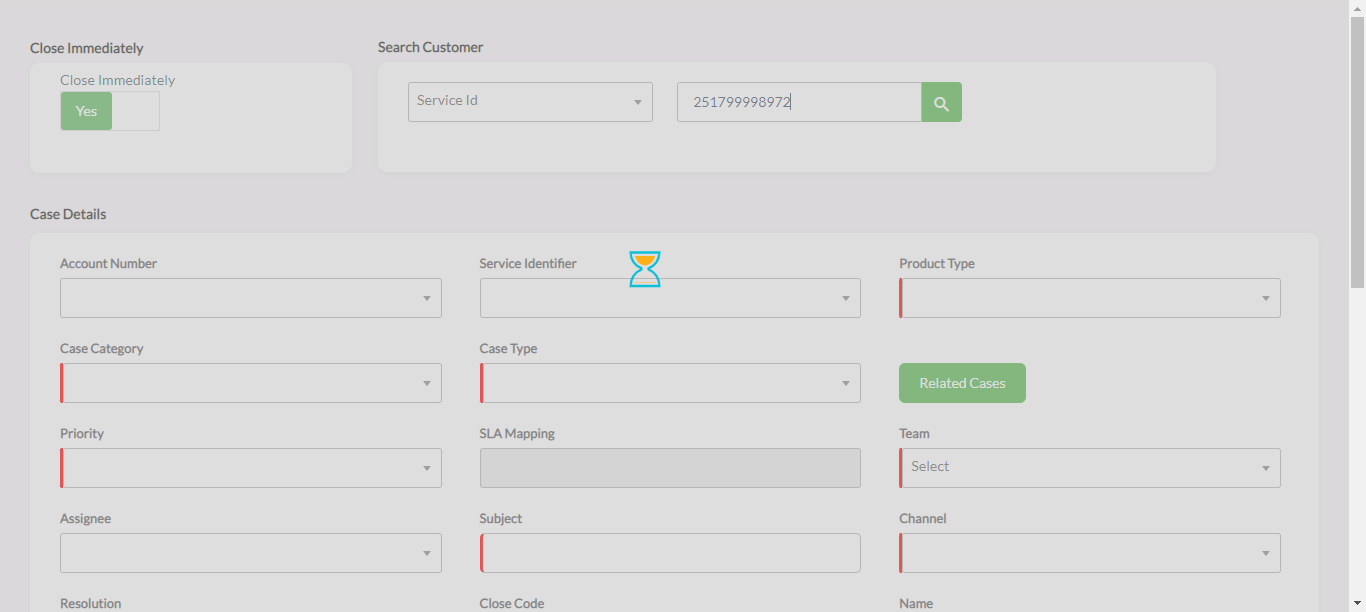 Close Immediately
Search Customer
Close Immediately
Yes
Service Id
251799998972
Case Details
Account Number
Service Identifier
Product Type
Case Category
Case Type
Related Cases
Priority
SLA Mapping
Team
Select
Assignee
Subject
Channel
Resolution
Close Code
Name